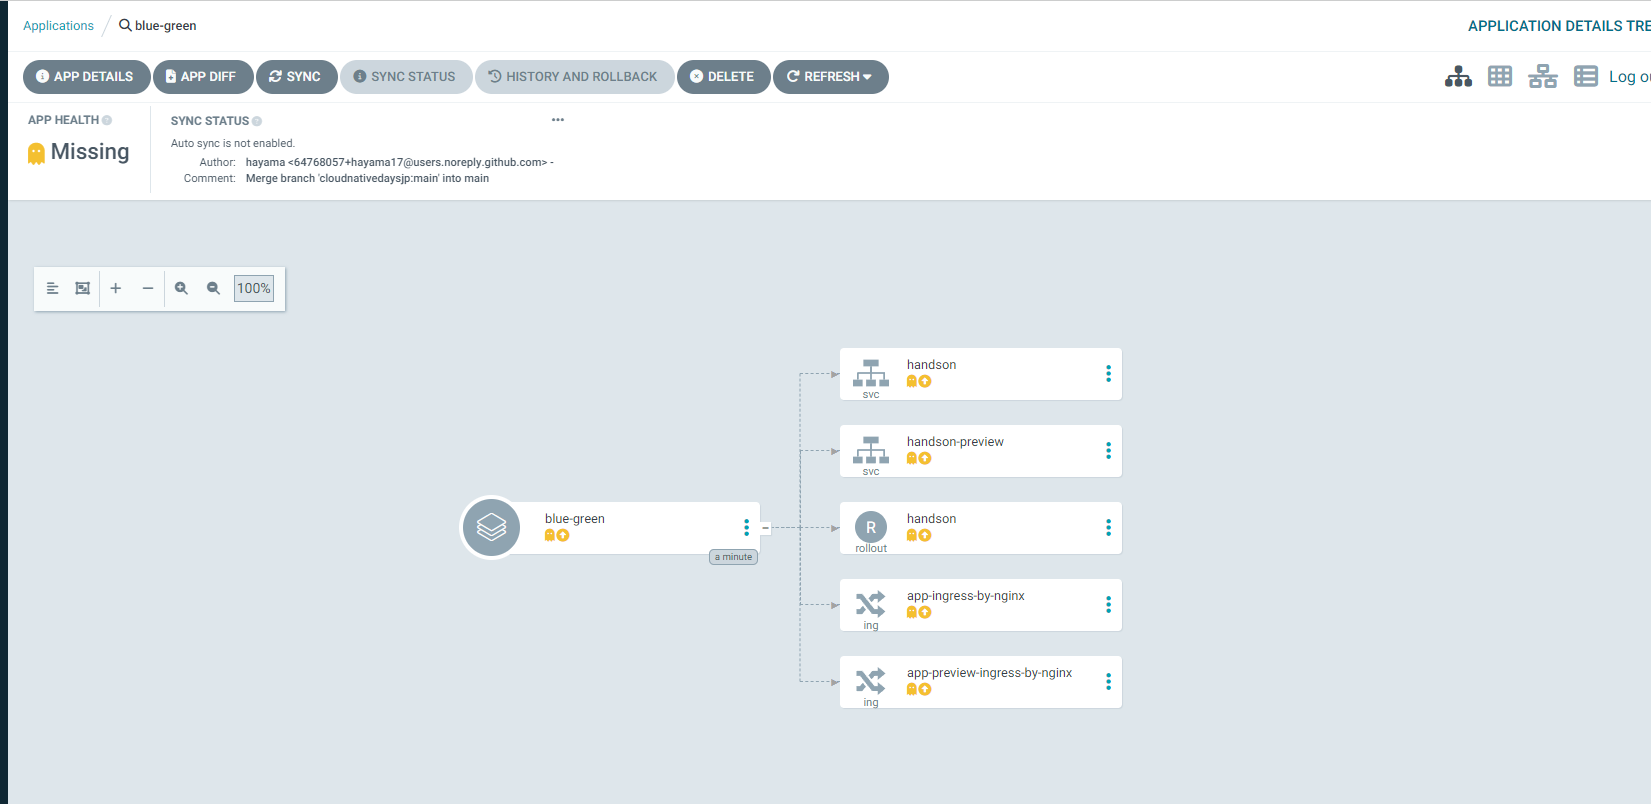 Applications / blue-green
APPLICATION DETAILS TRE
APP DETAILS APP DIFF SYNC SYNC STATUS HISTORY AND ROLLBACK DELETE REFRESH
Log o
APP HEALTH
Missing
SYNC STATUS
Auto sync is not enabled.
Author: hayama <64768057+hayama17@users.noreply.github.com> -
Comment: Merge branch 'cloudnativedaysjp:main' into main
100%
handson
svc
handson-preview
svc
blue-green
a minute
handson
R
rollout
app-ingress-by-nginx
ing
app-preview-ingress-by-nginx
ing